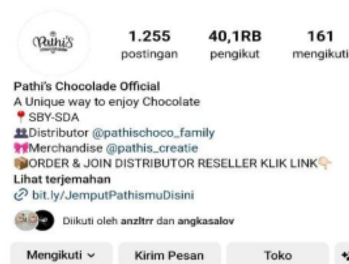 Pathi's
1.255 40,1RB 161
postingan pengikut mengikuti
Pathi's Chocolade Official
A Unique way to enjoy Chocolate
📍SBY-SDA
👥Distributor @pathischoco_family
🎀Merchandise @pathis_creatie
📦ORDER & JOIN DISTRIBUTOR RESELLER KLIK LINK👇🏻
Lihat terjemahan
bit.ly/JemputPathismuDisini
Diikuti oleh anzltrr dan angkasalov
Mengikuti Kirim Pesan Toko